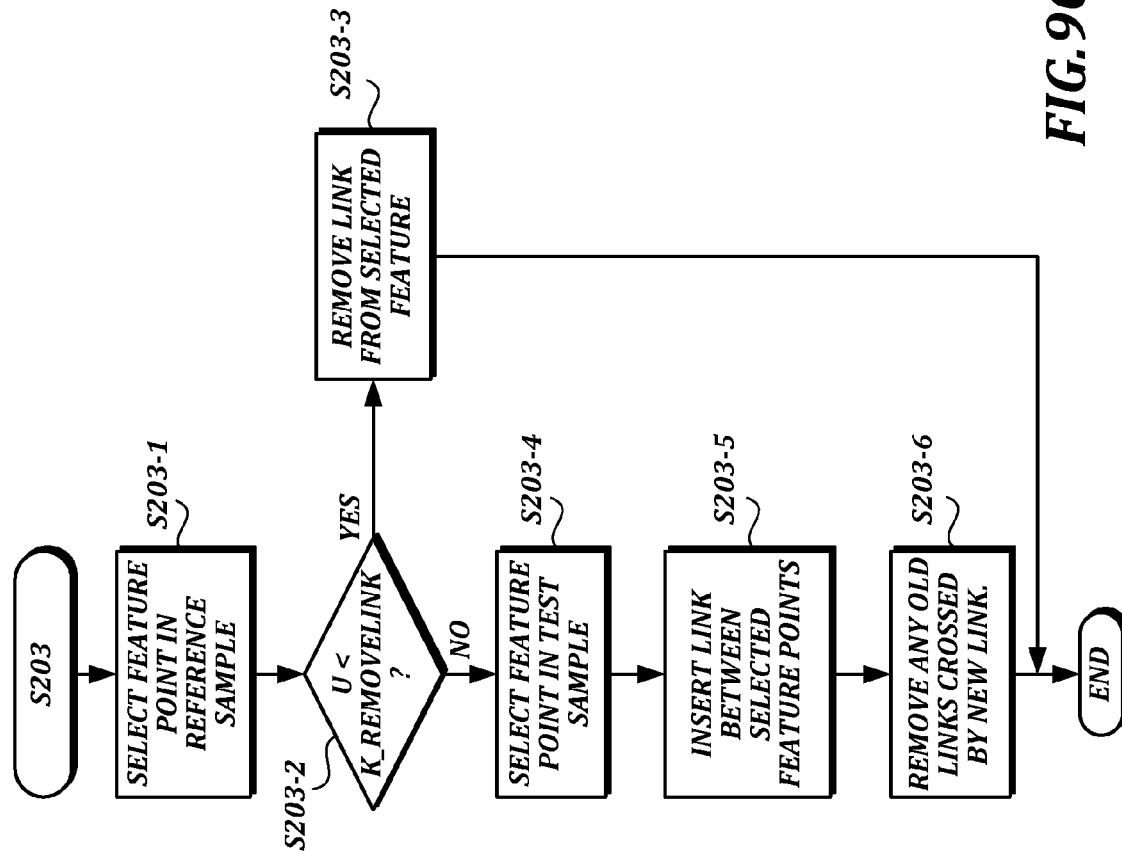 S203
S203-1
SELECT FEATURE
POINT IN
REFERENCE
SAMPLE
S203-2
U <
K_REMOVELINK
?
YES
NO
S203-3
REMOVE LINK
FROM SELECTED
FEATURE
S203-4
SELECT FEATURE
POINT IN TEST
SAMPLE
S203-5
INSERT LINK
BETWEEN
SELECTED
FEATURE POINTS
S203-6
REMOVE ANY OLD
LINKS CROSSED
BY NEW LINK.
END